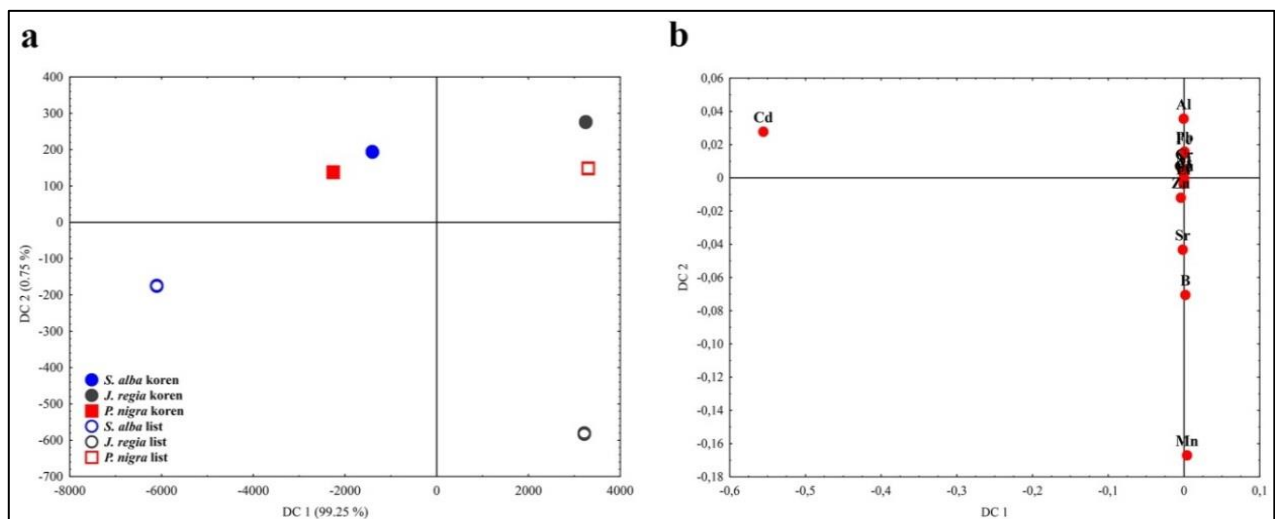 a
400
300
200
100
0
-100
-200
-300
-400
-500
-600
-700
DC 2 (0.75 %)
S. alba koren
J. regia koren
P. nigra koren
S. alba list
J. regia list
P. nigra list
-8000 -6000 -4000 -2000 0 2000 4000
DC 1 (99.25 %)
b
0,06
0,04
0,02
0
-0,02
-0,04
-0,06
-0,08
-0,10
-0,12
-0,14
-0,16
-0,18
DC 2
Al
Cd
Sr
B
Mn
-0,6 -0,5 -0,4 -0,3 -0,2 -0,1 0 0,1
DC 1